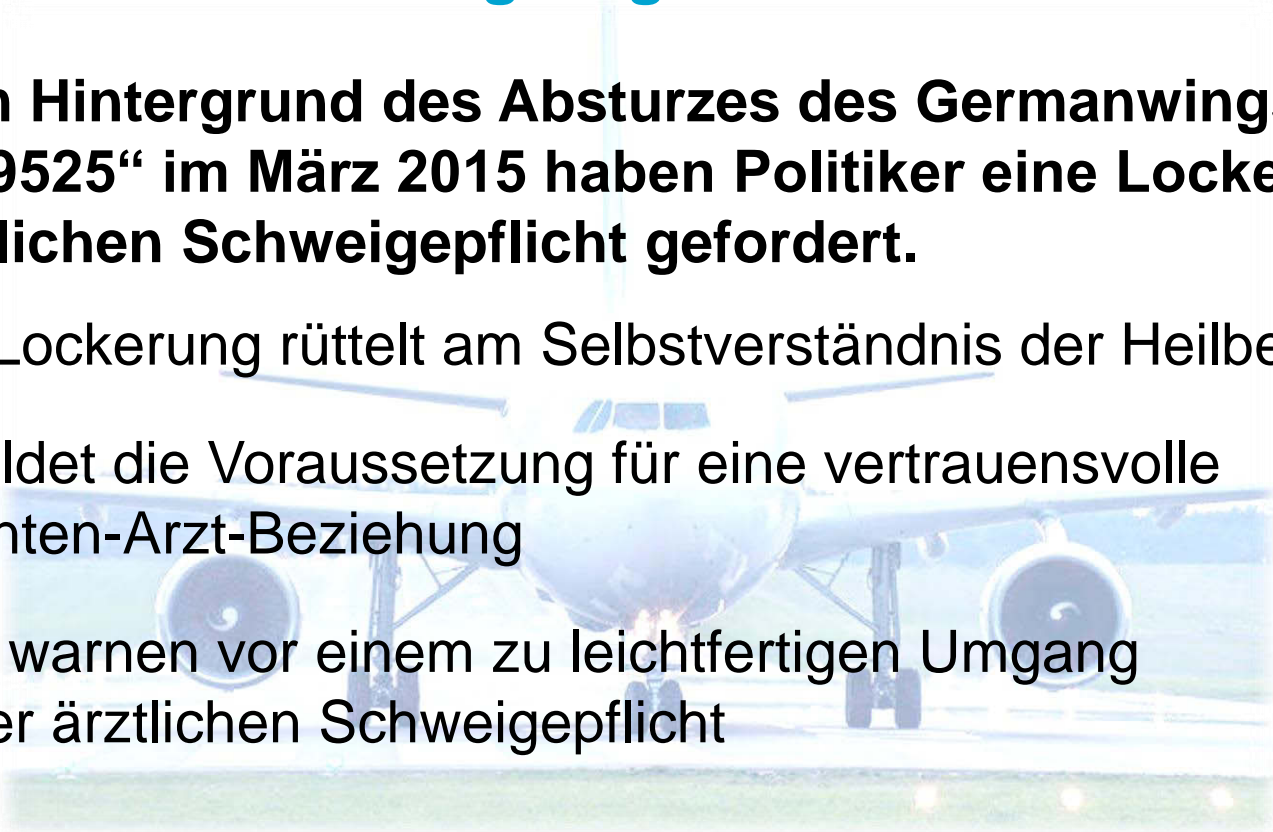 n Hintergrund des Absturzes des Germanwings
9525“ im März 2015 haben Politiker eine Locke
lichen Schweigepflicht gefordert.
Lockerung rüttelt am Selbstverständnis der Heilbe
ldet die Voraussetzung für eine vertrauensvolle
nten-Arzt-Beziehung
warnen vor einem zu leichtfertigen Umgang
er ärztlichen Schweigepflicht